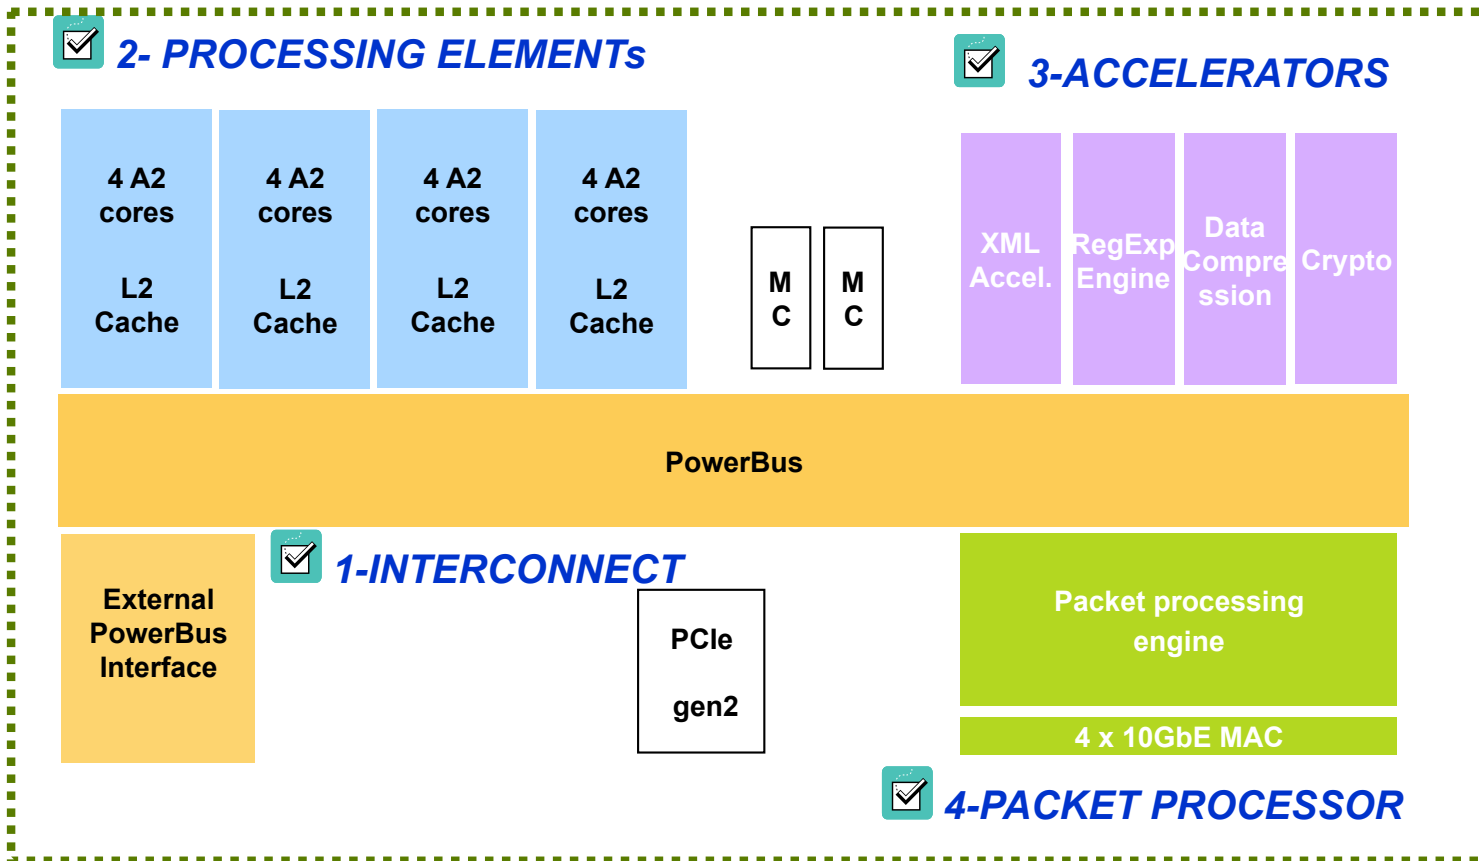 2- PROCESSING ELEMENTs
3-ACCELERATORS
4 A2
cores
L2
Cache
4 A2
cores
L2
Cache
4 A2
cores
L2
Cache
4 A2
cores
L2
Cache
M
C
M
C
XML
Accel.
RegExp
Engine
Data
Compre
ssion
Crypto
PowerBus
External
PowerBus
Interface
1-INTERCONNECT
PCIe
gen2
Packet processing
engine
4 x 10GbE MAC
4-PACKET PROCESSOR